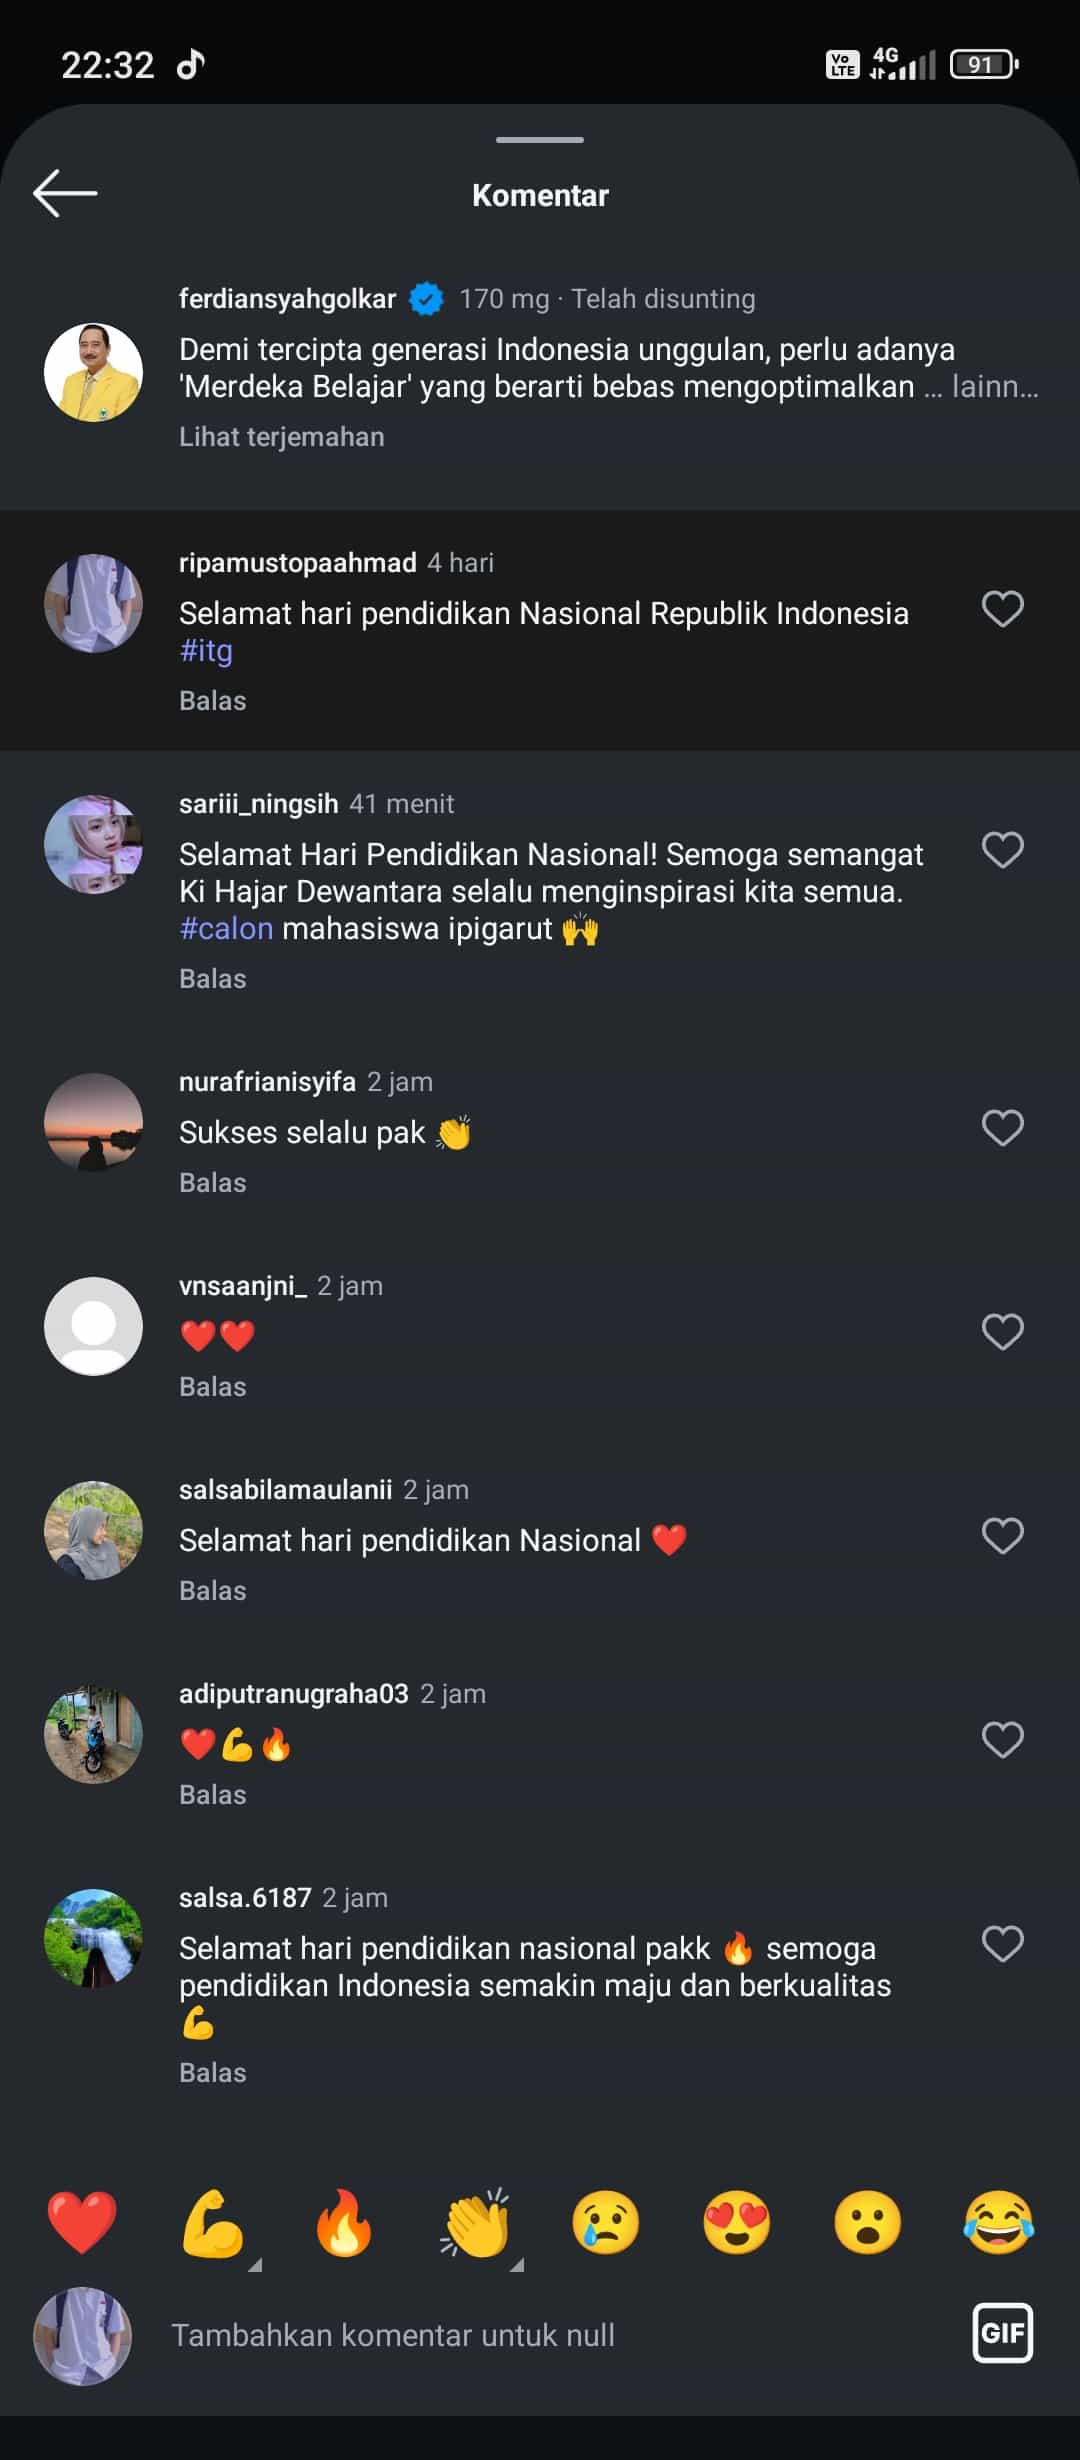 22:32
Vo LTE 4G 91
Komentar
ferdiansyahgolkar 170 mg · Telah disunting
Demi tercipta generasi Indonesia unggulan, perlu adanya
'Merdeka Belajar' yang berarti bebas mengoptimalkan ... lainn...
Lihat terjemahan
ripamustopaahmad 4 hari
Selamat hari pendidikan Nasional Republik Indonesia
#itg
Balas
sariii_ningsih 41 menit
Selamat Hari Pendidikan Nasional! Semoga semangat
Ki Hajar Dewantara selalu menginspirasi kita semua.
#calon mahasiswa ipigarut 🙌
Balas
nurafrianisyifa 2 jam
Sukses selalu pak 👏
Balas
vnsaanjni_ 2 jam
❤️❤️
Balas
salsabilamaulanii 2 jam
Selamat hari pendidikan Nasional ❤️
Balas
adiputranugraha03 2 jam
❤️💪🔥
Balas
salsa.6187 2 jam
Selamat hari pendidikan nasional pakk 🔥 semoga
pendidikan Indonesia semakin maju dan berkualitas
💪
Balas
❤️💪🔥👏😢😍😮😂
Tambahkan komentar untuk null
GIF